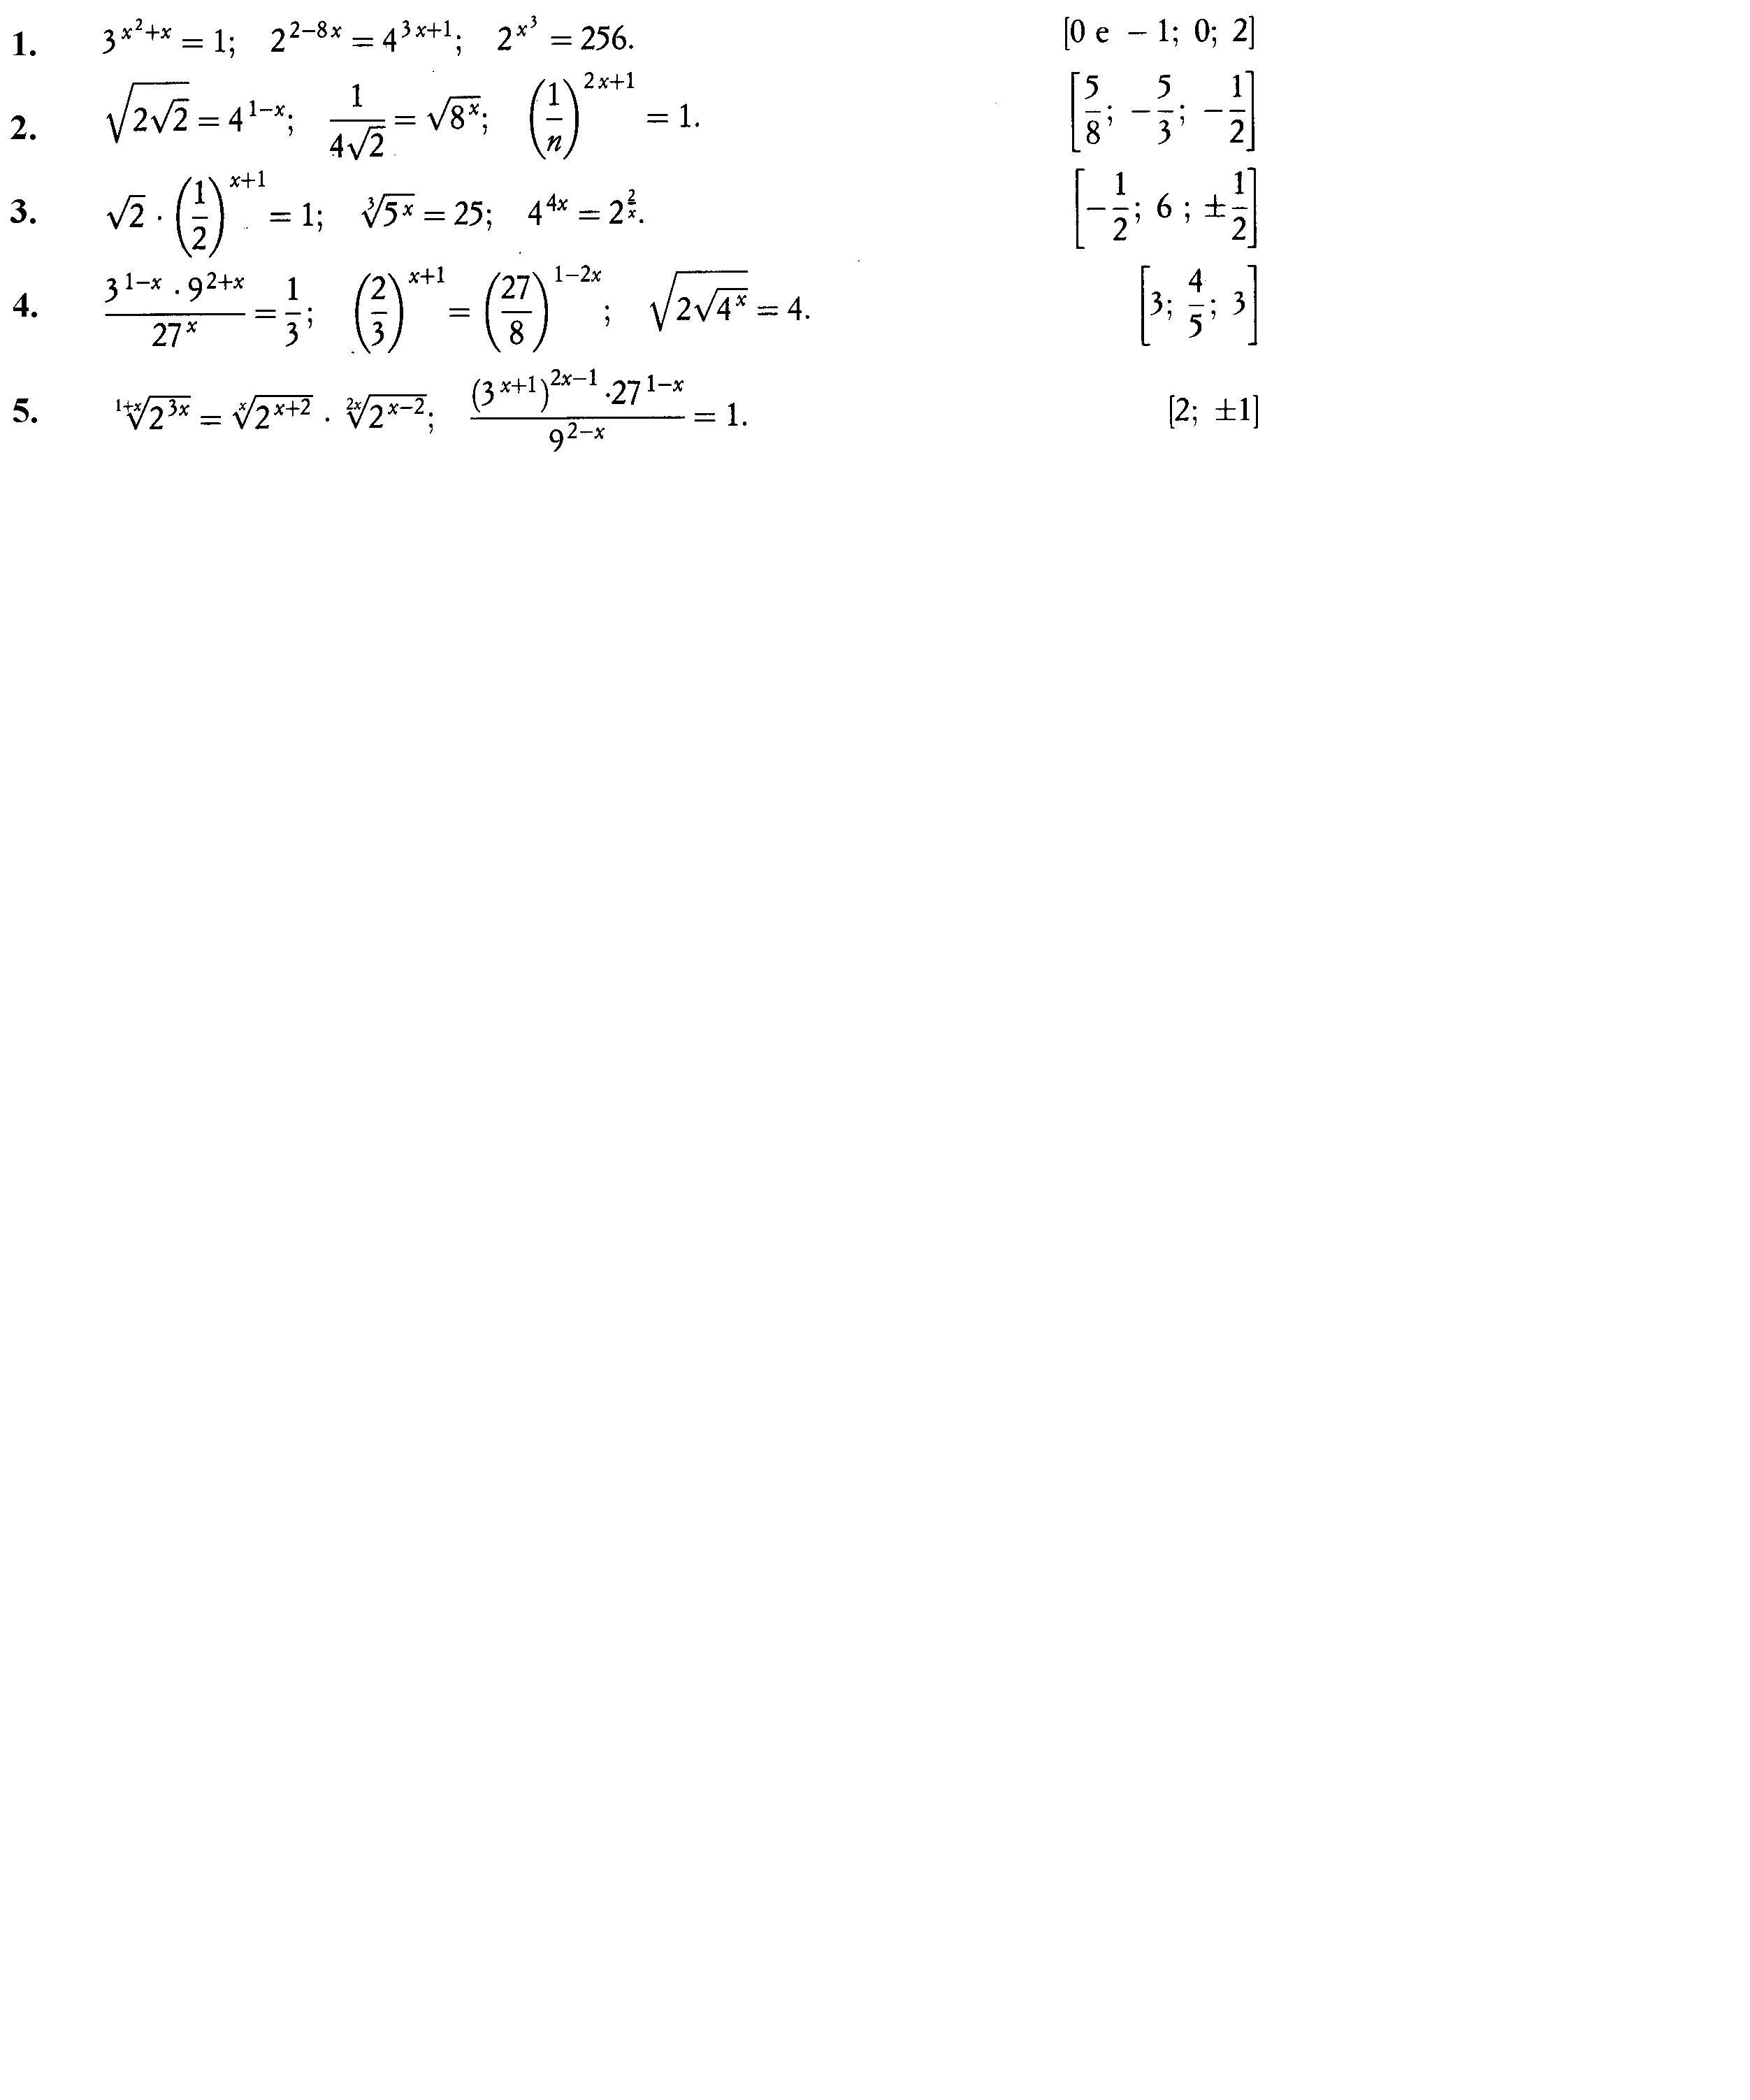 1. 3^{x²+x} = 1; 2^{2−8x} = 4^{3x+1}; 2^{x³} = 256. [0 e − 1; 0; 2]
2. √(2√2) = 4^{1−x}; 1/(4√2) = √(8^x); (1/n)^{2x+1} = 1. [5/8; −5/3; −1/2]
3. √2 · (1/2)^{x+1} = 1; ∛(5^x) = 25; 4^{4x} = 2^{2/x}. [−1/2; 6 ; ±1/2]
4. (3^{1−x} · 9^{2+x})/27^x = 1/3; (2/3)^{x+1} = (27/8)^{1−2x}; √(2√(4^x)) = 4. [3; 4/5; 3]
5. \sqrt[1+x]{2^{3x}} = \sqrt[x]{2^{x+2}} · \sqrt[2x]{2^{x−2}}; ((3^{x+1})^{2x−1} · 27^{1−x})/9^{2−x} = 1. [2; ±1]